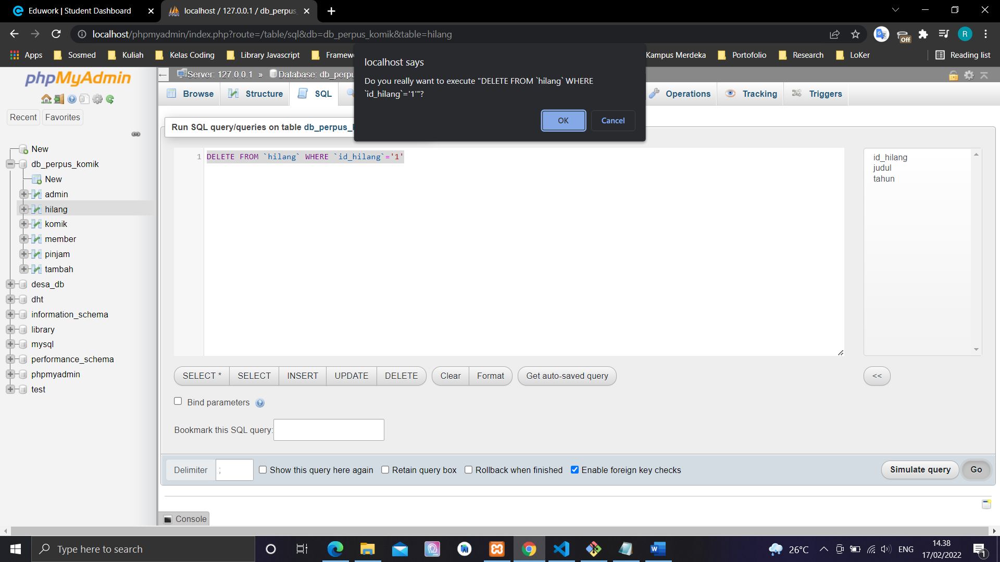 Eduwork | Student Dashboard
localhost / 127.0.0.1 / db_perpus_
localhost/phpmyadmin/index.php?route=/table/sql&db=db_perpus_komik&table=hilang
Off
R
Apps
Sosmed
Kuliah
Kelas Coding
Library Javascript
Kampus Merdeka
Portofolio
Research
LoKer
Reading list
localhost says
Do you really want to execute "DELETE FROM `hilang` WHERE
`id_hilang`='1'"?
OK
Cancel
phpMyAdmin
Recent
Favorites
New
db_perpus_komik
New
admin
hilang
komik
member
pinjam
tambah
desa_db
dht
information_schema
library
mysql
performance_schema
phpmyadmin
test
Server: 127.0.0.1 »
Database: db_perpu
Browse
Structure
SQL
Operations
Tracking
Triggers
Run SQL query/queries on table db_perpus_k
1 DELETE FROM `hilang` WHERE `id_hilang`='1'
id_hilang
judul
tahun
SELECT *
SELECT
INSERT
UPDATE
DELETE
Clear
Format
Get auto-saved query
<<
Bind parameters
Bookmark this SQL query:
Delimiter
;
Show this query here again
Retain query box
Rollback when finished
Enable foreign key checks
Simulate query
Go
Console
Type here to search
26°C
ENG
14.38
17/02/2022
1